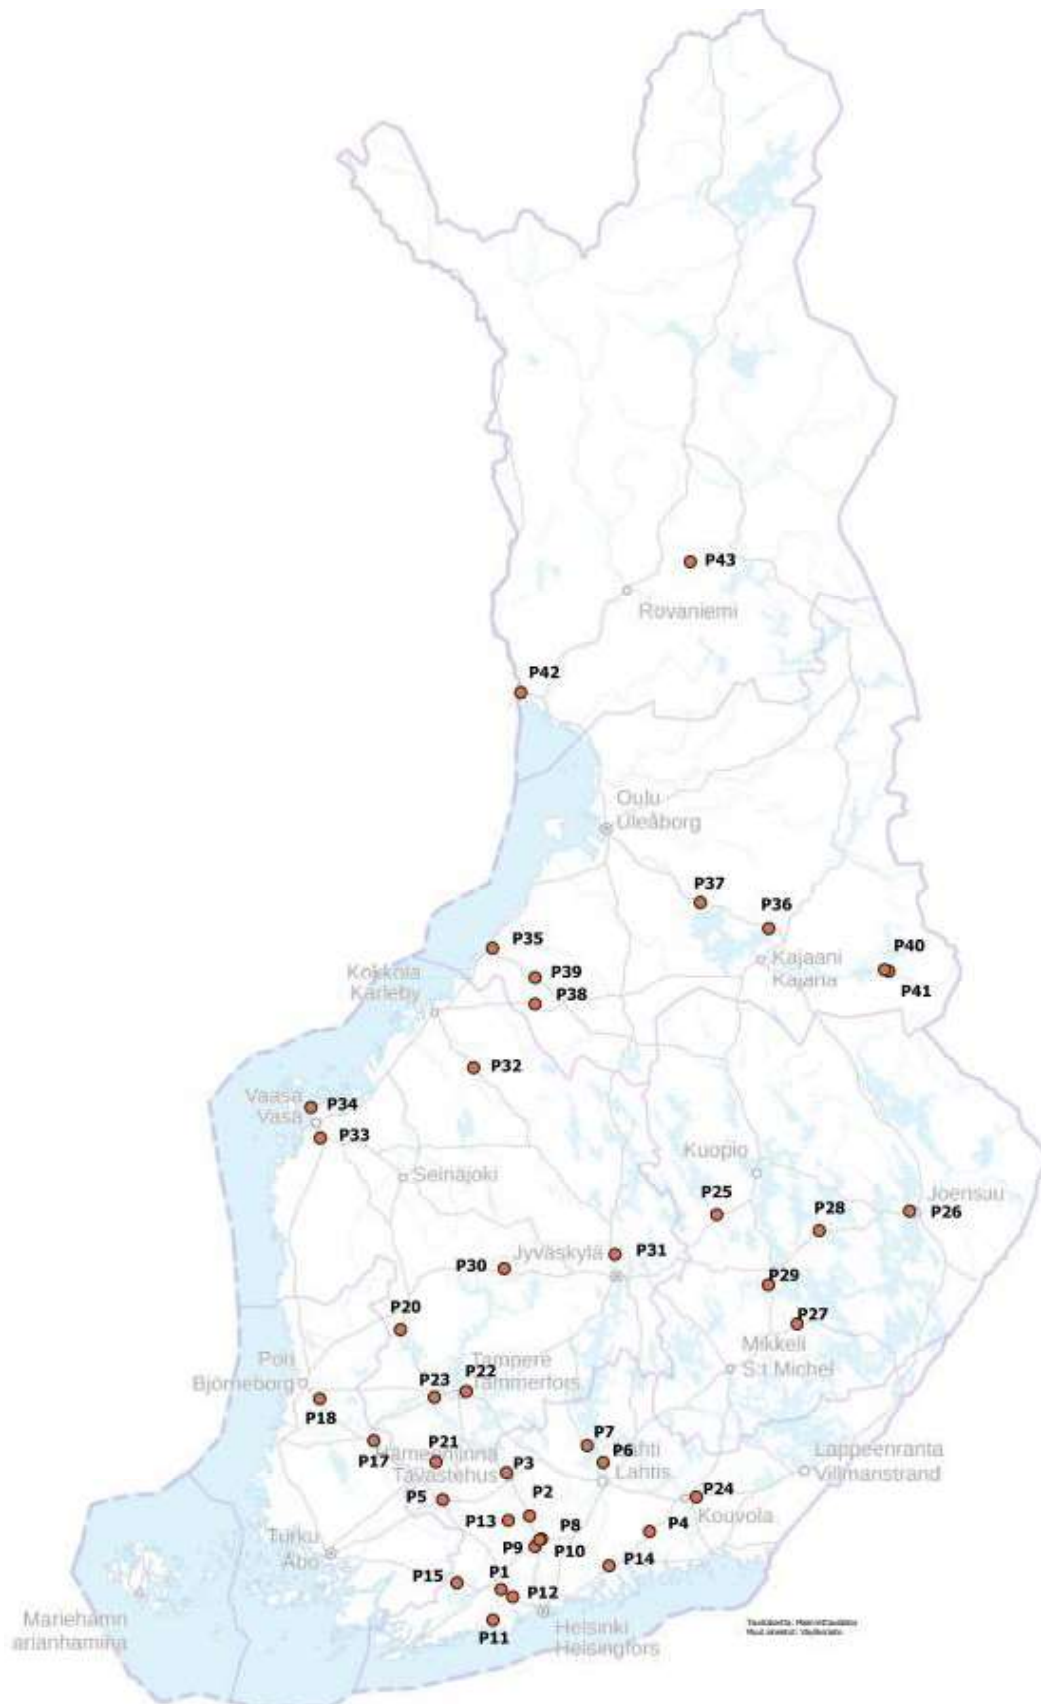 P43
Rovaniemi
P42
Oulu
Uleåborg
P37
P36
P35
P40
Kajaani
Kajana
Kokkola
Karleby
P39
P41
P38
P32
Vaasa
Vasa
P34
P33
Kuopio
Seinäjoki
P25
Joensuu
P28
P26
Jyväskylä
P31
P30
P29
P20
P27
Mikkeli
S:t Michel
Pori
Björneborg
Tampere
Tammerfors
P22
P23
P18
P7
P17
P21
Hämeenlinna
Tavastehus
P6
Lahti
Lahtis
Lappeenranta
Villmanstrand
P3
P5
P24
Kouvola
P2
P13
P8
P4
Turku
Åbo
P9
P10
P14
P15
P1
P12
Mariehamn
arianhamina
P11
Helsinki
Helsingfors